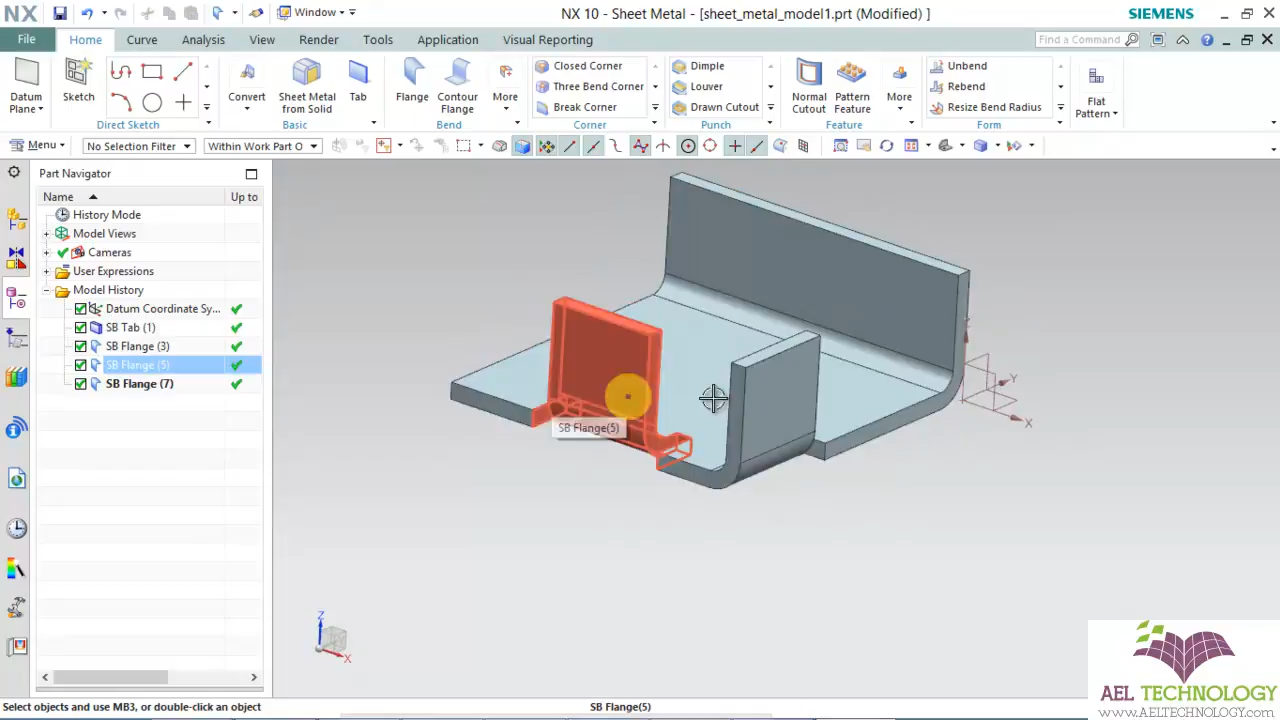 NX
Window
NX 10 - Sheet Metal - [sheet_metal_model1.prt (Modified) ]
SIEMENS
File
Home
Curve
Analysis
View
Render
Tools
Application
Visual Reporting
Find a Command
Datum
Plane
Sketch
Direct Sketch
Convert
Sheet Metal
from Solid
Tab
Basic
Flange
Contour
Flange
More
Bend
Closed Corner
Three Bend Corner
Break Corner
Corner
Dimple
Louver
Drawn Cutout
Punch
Normal
Cutout
Pattern
Feature
More
Feature
Unbend
Rebend
Resize Bend Radius
Form
Flat
Pattern
Menu
No Selection Filter
Within Work Part O
Part Navigator
Name
Up to
History Mode
Model Views
Cameras
User Expressions
Model History
Datum Coordinate Sy...
SB Tab (1)
SB Flange (3)
SB Flange (5)
SB Flange (7)
SB Flange(5)
Z
Y
X
Z
X
Select objects and use MB3, or double-click an object
SB Flange(5)
AEL TECHNOLOGY
www.AELTECHNOLOGY.com